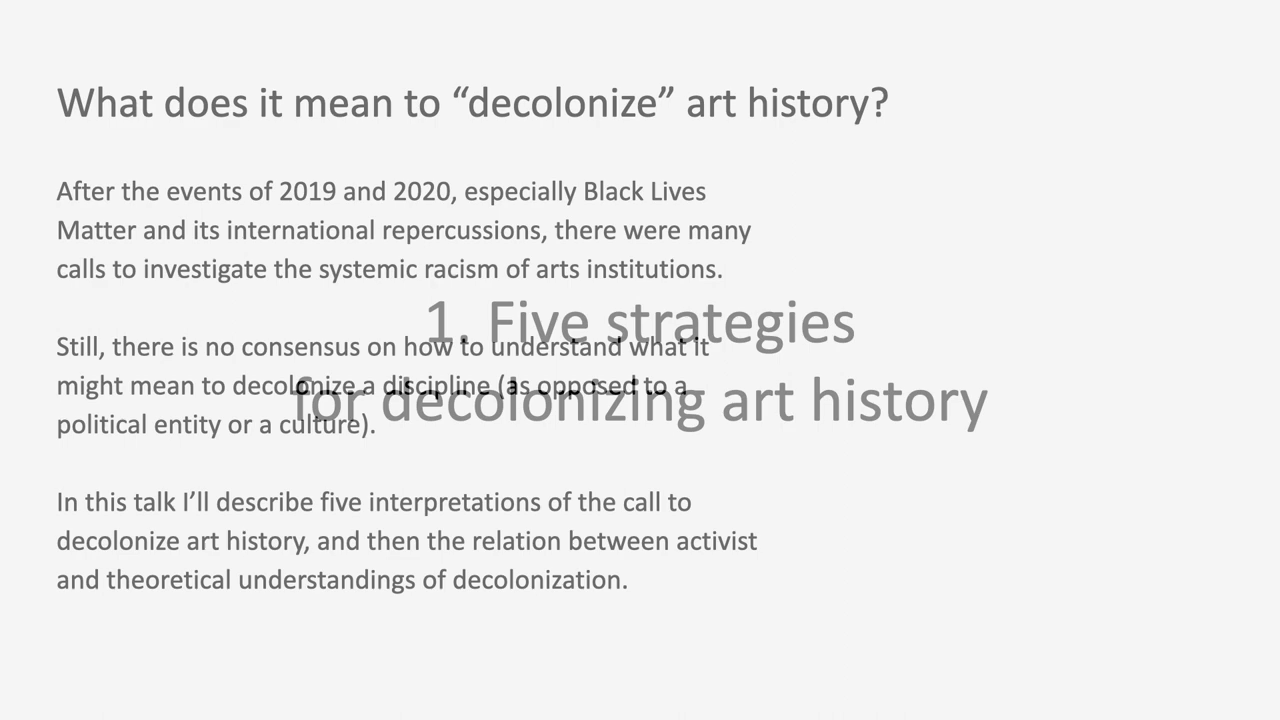 What does it mean to “decolonize” art history?
After the events of 2019 and 2020, especially Black Lives
Matter and its international repercussions, there were many
calls to investigate the systemic racism of arts institutions.
1. Five strategies
for decolonizing art history
Still, there is no consensus on how to understand what it
might mean to decolonize a discipline (as opposed to a
political entity or a culture).
In this talk I’ll describe five interpretations of the call to
decolonize art history, and then the relation between activist
and theoretical understandings of decolonization.